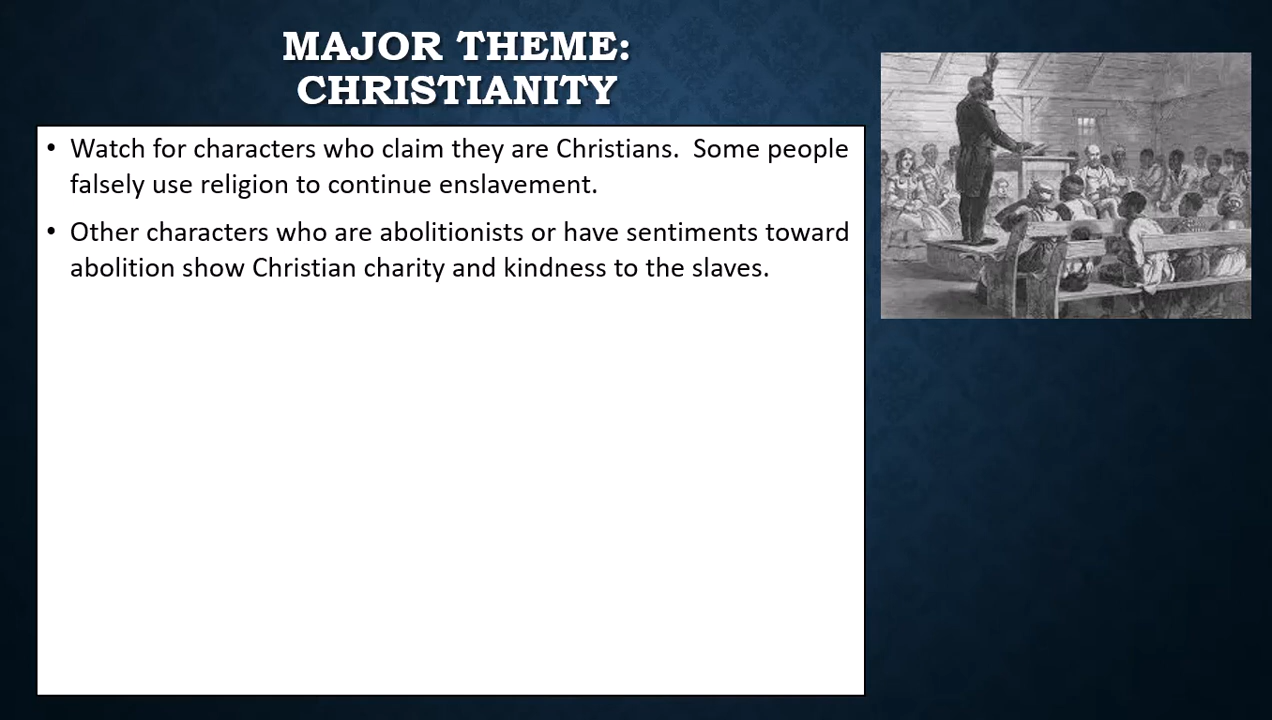 MAJOR THEME:
CHRISTIANITY
• Watch for characters who claim they are Christians.  Some people
falsely use religion to continue enslavement.
• Other characters who are abolitionists or have sentiments toward
abolition show Christian charity and kindness to the slaves.